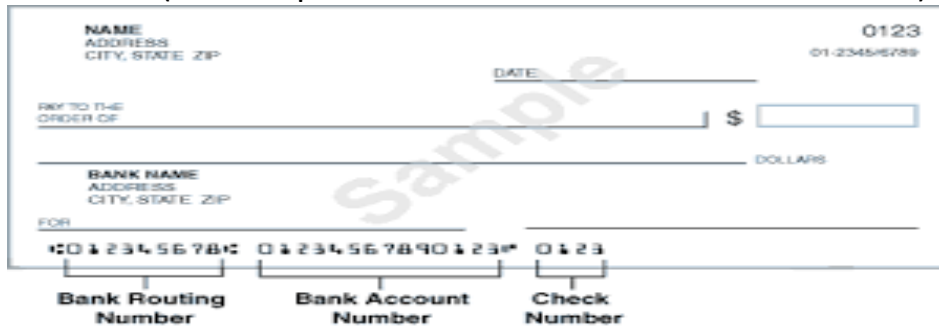 NAME
ADDRESS
CITY, STATE ZIP
0123
01-2345/6789
DATE
PAY TO THE
ORDER OF
$
DOLLARS
Sample
BANK NAME
ADDRESS
CITY, STATE ZIP
FOR
⑆012345678⑆ 01234567890123⑈ 0123
Bank Routing Number
Bank Account Number
Check Number